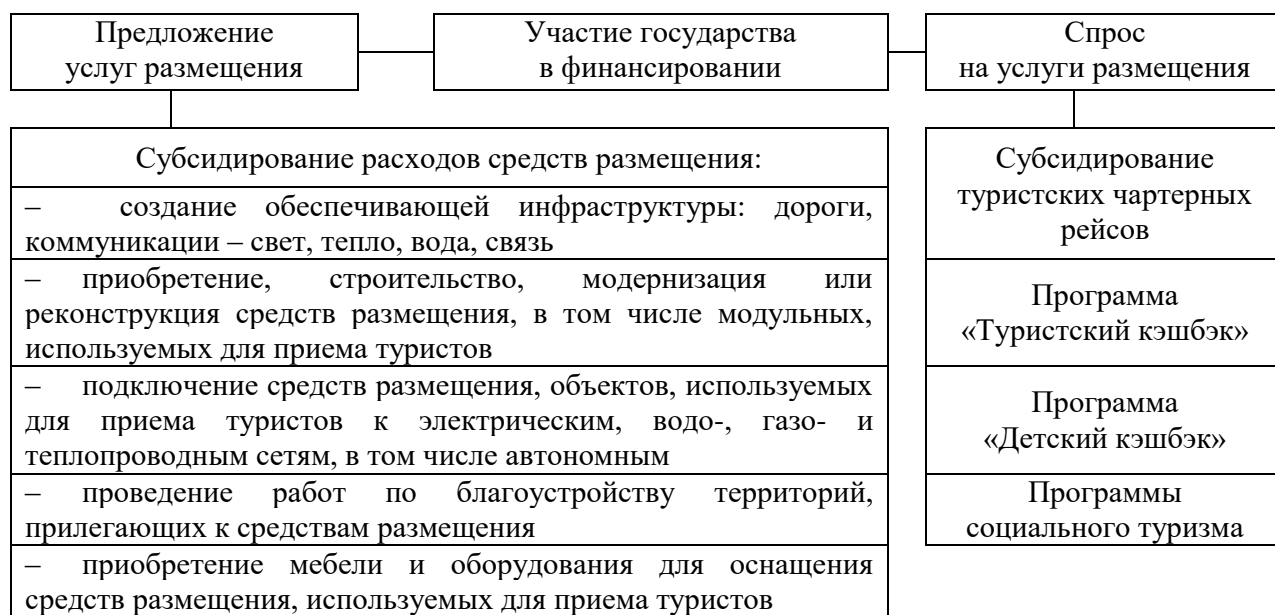 Предложение
услуг размещения
Участие государства
в финансировании
Спрос
на услуги размещения
Субсидирование расходов средств размещения:
– создание обеспечивающей инфраструктуры: дороги,
коммуникации – свет, тепло, вода, связь
– приобретение, строительство, модернизация или
реконструкция средств размещения, в том числе модульных,
используемых для приема туристов
– подключение средств размещения, объектов, используемых
для приема туристов к электрическим, водо-, газо- и
теплопроводным сетям, в том числе автономным
– проведение работ по благоустройству территорий,
прилегающих к средствам размещения
– приобретение мебели и оборудования для оснащения
средств размещения, используемых для приема туристов
Субсидирование
туристских чартерных
рейсов
Программа
«Туристский кэшбэк»
Программа
«Детский кэшбэк»
Программы
социального туризма